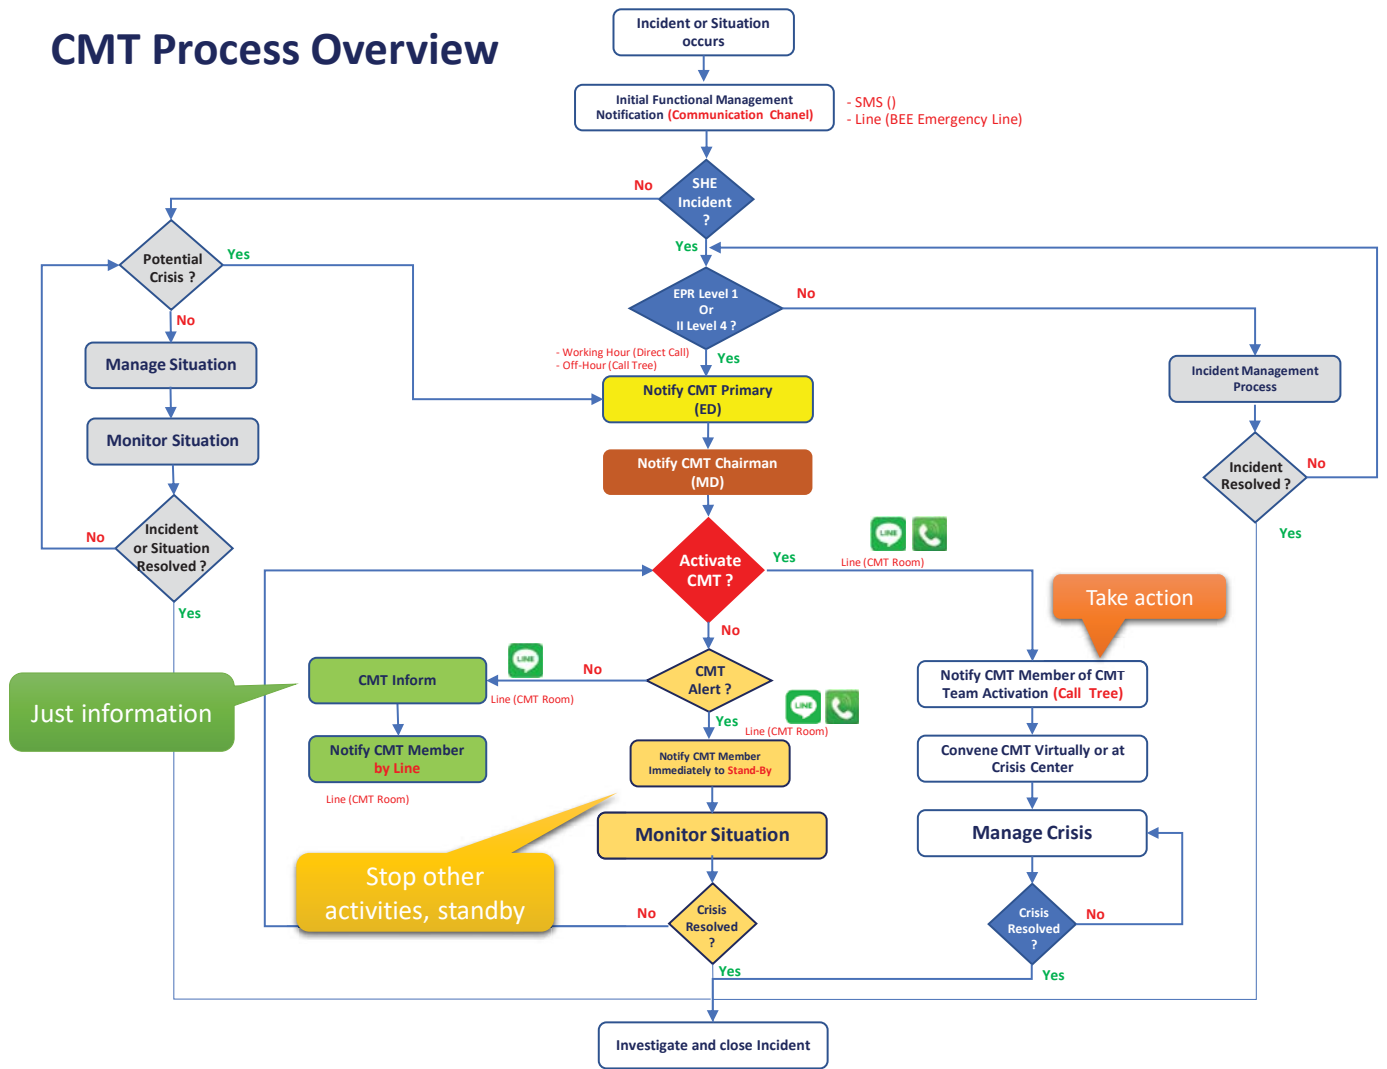 CMT Process Overview
Incident or Situation
occurs
Initial Functional Management
Notification (Communication Chanel)
- SMS ()
- Line (BEE Emergency Line)
SHE
Incident
?
No
Yes
Potential
Crisis ?
Yes
No
Manage Situation
Monitor Situation
Incident
or Situation
Resolved ?
No
Yes
EPR Level 1
Or
II Level 4 ?
No
Yes
- Working Hour (Direct Call)
- Off-Hour (Call Tree)
Notify CMT Primary
(ED)
Notify CMT Chairman
(MD)
Incident Management
Process
Incident
Resolved ?
No
Yes
Activate
CMT ?
Yes
LINE
Line (CMT Room)
No
Take action
CMT
Alert ?
No
LINE
Line (CMT Room)
CMT Inform
Just information
Notify CMT Member
by Line
Line (CMT Room)
Yes
LINE
Line (CMT Room)
Notify CMT Member
Immediately to Stand-By
Monitor Situation
Stop other
activities, standby
Crisis
Resolved
?
No
Yes
Notify CMT Member of CMT
Team Activation (Call Tree)
Convene CMT Virtually or at
Crisis Center
Manage Crisis
Crisis
Resolved
?
No
Yes
Investigate and close Incident